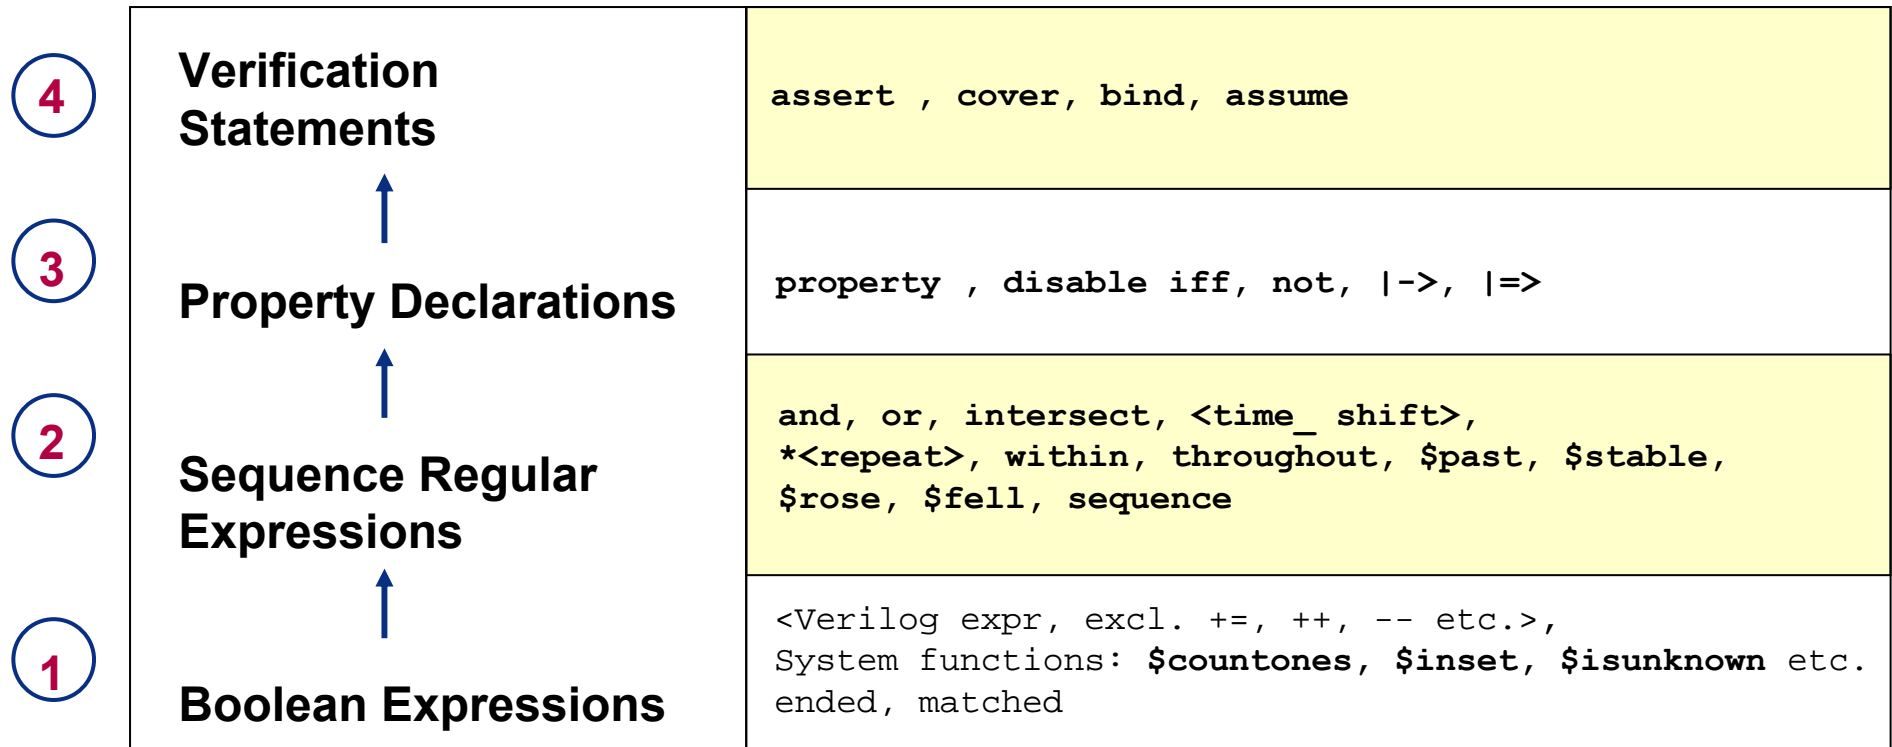 4
Verification
Statements
assert , cover, bind, assume
3
Property Declarations
property , disable iff, not, |->, |=>
2
Sequence Regular
Expressions
and, or, intersect, <time_ shift>,
*<repeat>, within, throughout, $past, $stable,
$rose, $fell, sequence
1
Boolean Expressions
<Verilog expr, excl. +=, ++, -- etc.>,
System functions: $countones, $inset, $isunknown etc.
ended, matched